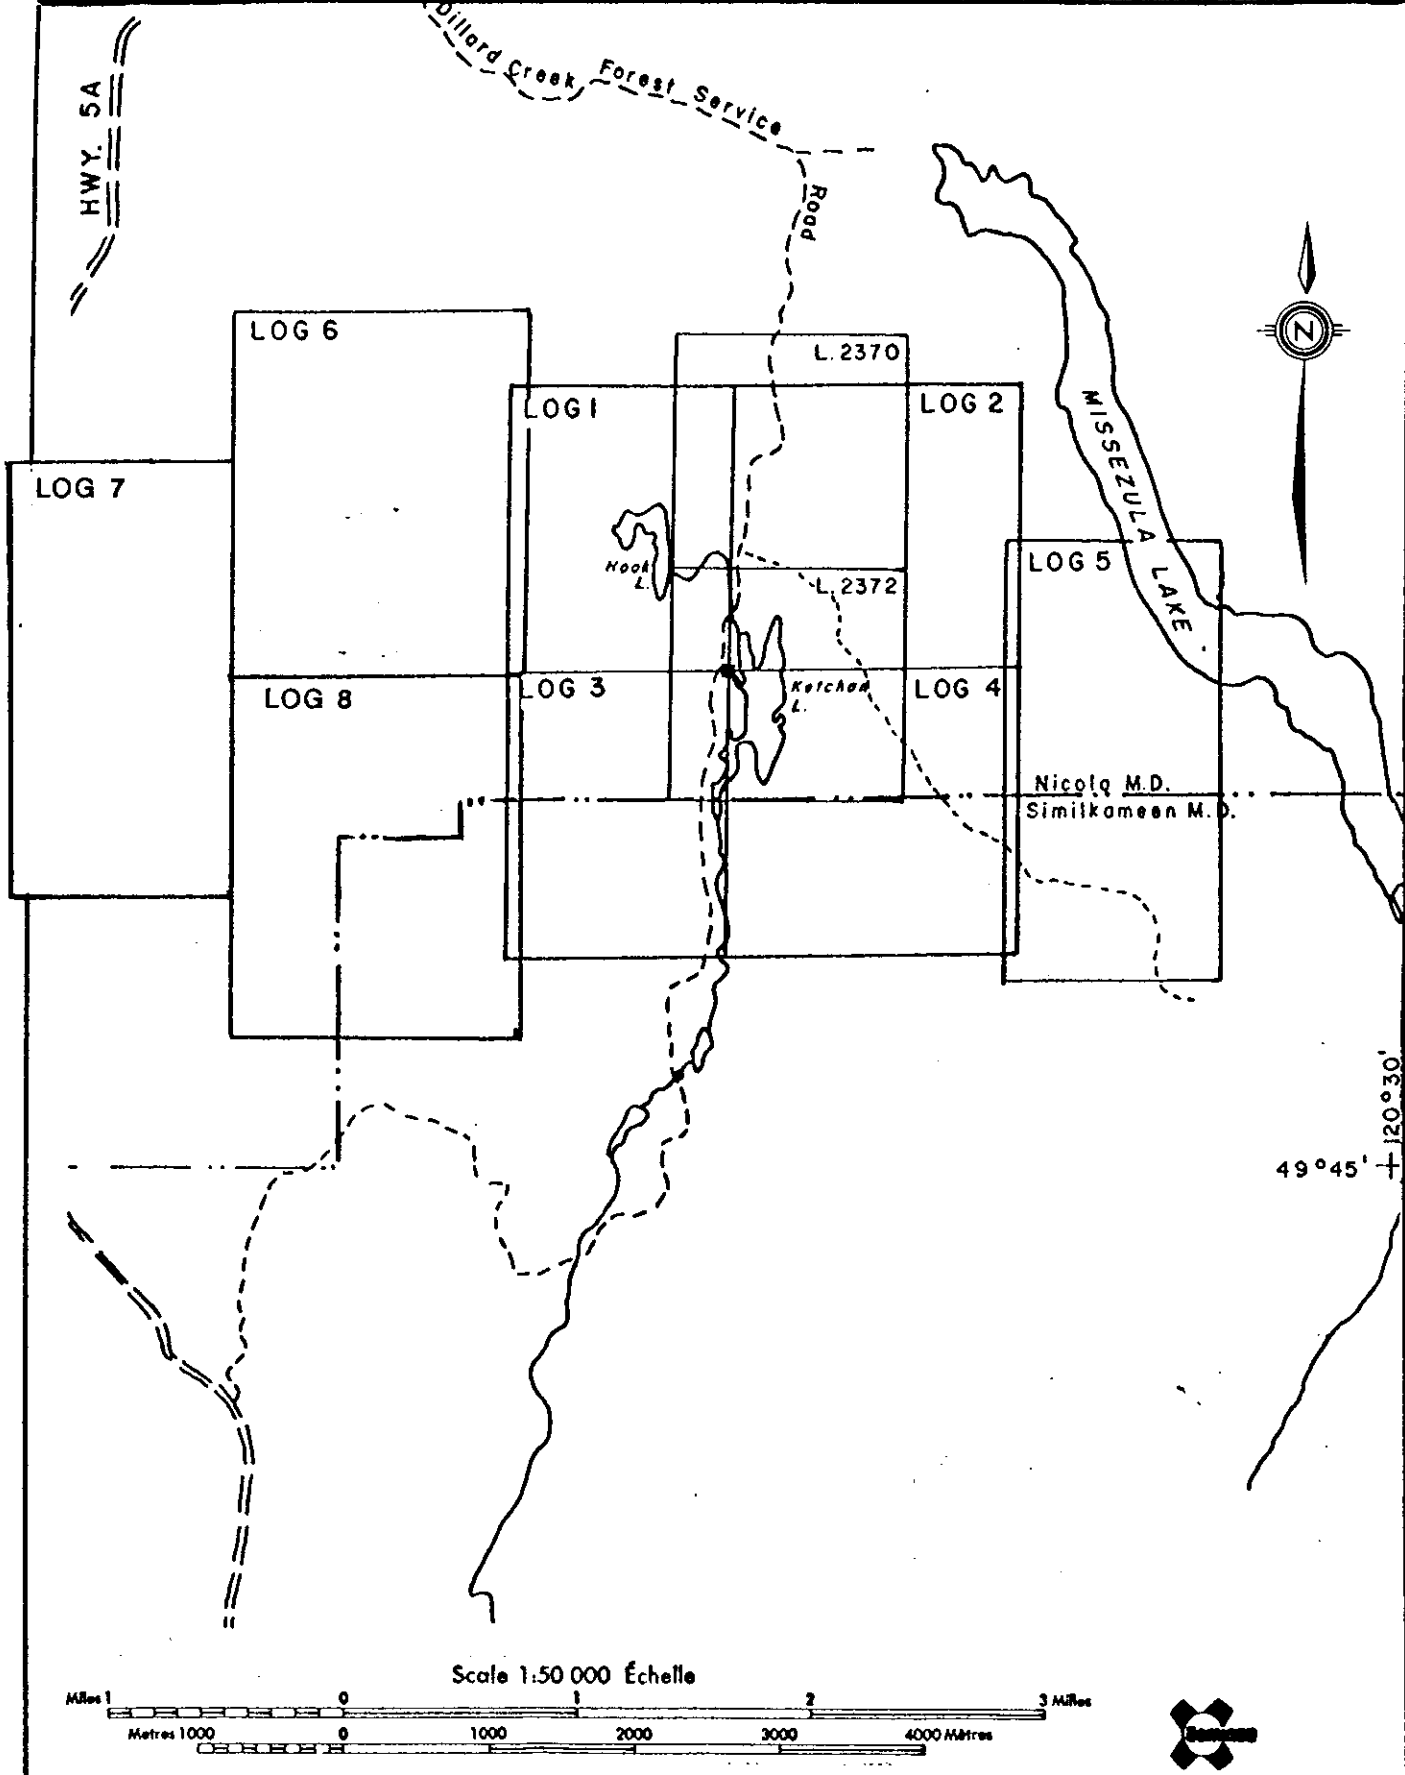 Dillard Creek Forest Service
Road
HWY. 5A
LOG 6
L. 2370
LOG 1
LOG 2
MISSEZULA LAKE
N
LOG 7
Hook
L.
L. 2372
LOG 5
LOG 8
LOG 3
Ketchan
L.
LOG 4
Nicola M.D.
Similkameen M.D.
120°30'
49°45'
Scale 1:50 000 Échelle
Miles 1 0 1 2 3 Milles
Metres 1000 0 1000 2000 3000 4000 Mètres